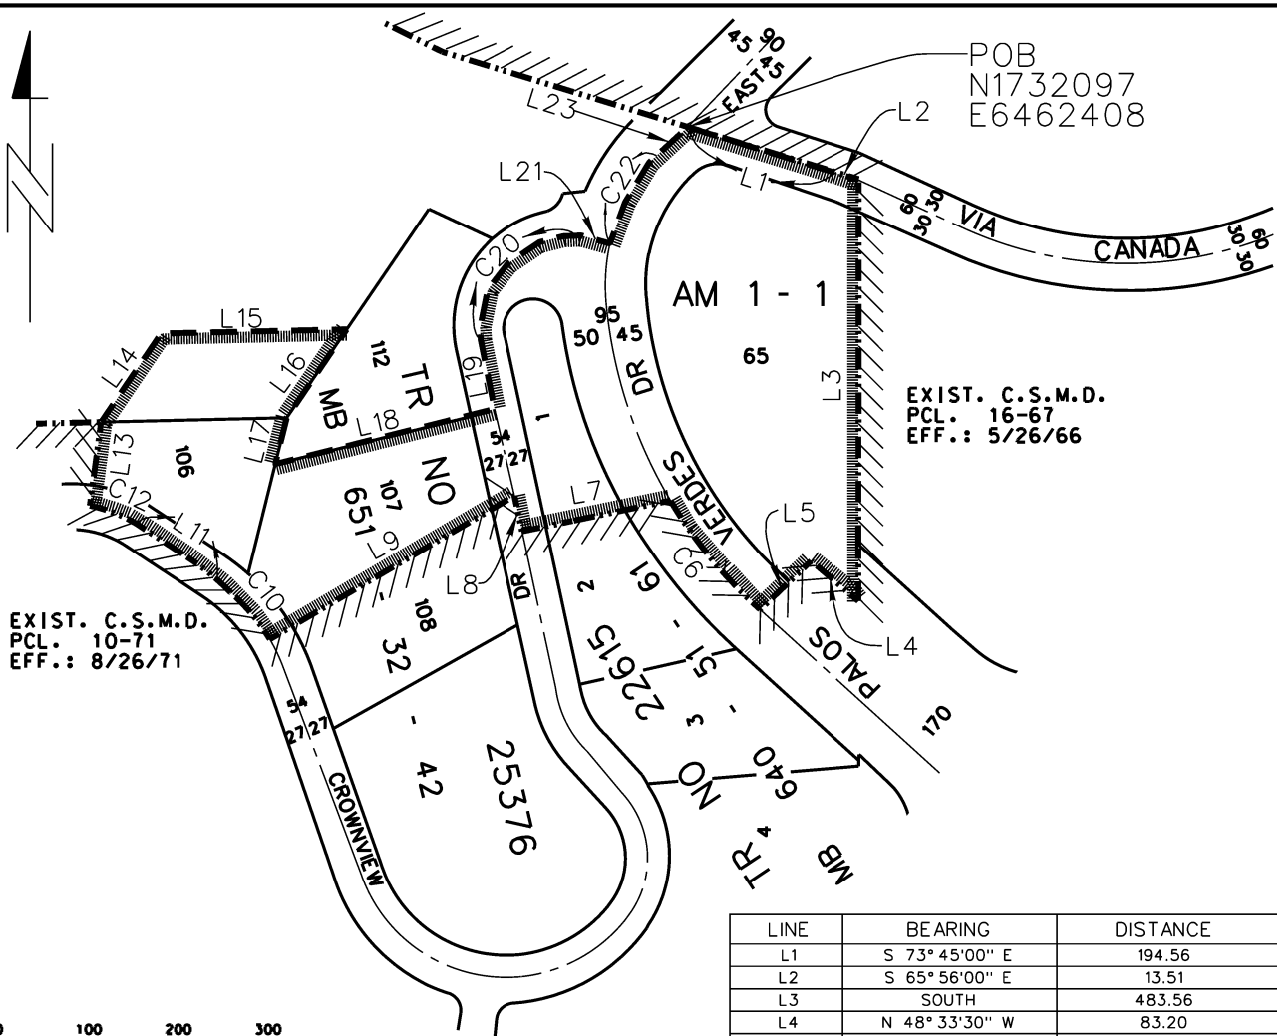 N
POB
N1732097
E6462408
90
45 45
EAST
L23
L2
L1
L21
C22
C20
60
30 30
VIA
CANADA
60
30 30
AM 1 - 1
65
95
50 45
DR
L3
EXIST. C.S.M.D.
PCL. 16-67
EFF.: 5/26/66
L15
L14
L16
112
TR
MB
L19
L18
L17
L13
106
1
54
27 27
NO
107
651
C12
L11
L9
C10
L7
L8
DR
VERDES
L5
C6
L4
PALOS
170
EXIST. C.S.M.D.
PCL. 10-71
EFF.: 8/26/71
108
- 32
- 42
25376
2
61
-
51
-
22615
3
640
NO
TR
4
MB
54
27 27
CROWNVIEW
LINE BEARING DISTANCE
L1 S 73°45'00" E 194.56
L2 S 65°56'00" E 13.51
L3 SOUTH 483.56
L4 N 48°33'30" W 83.20
100 200 300